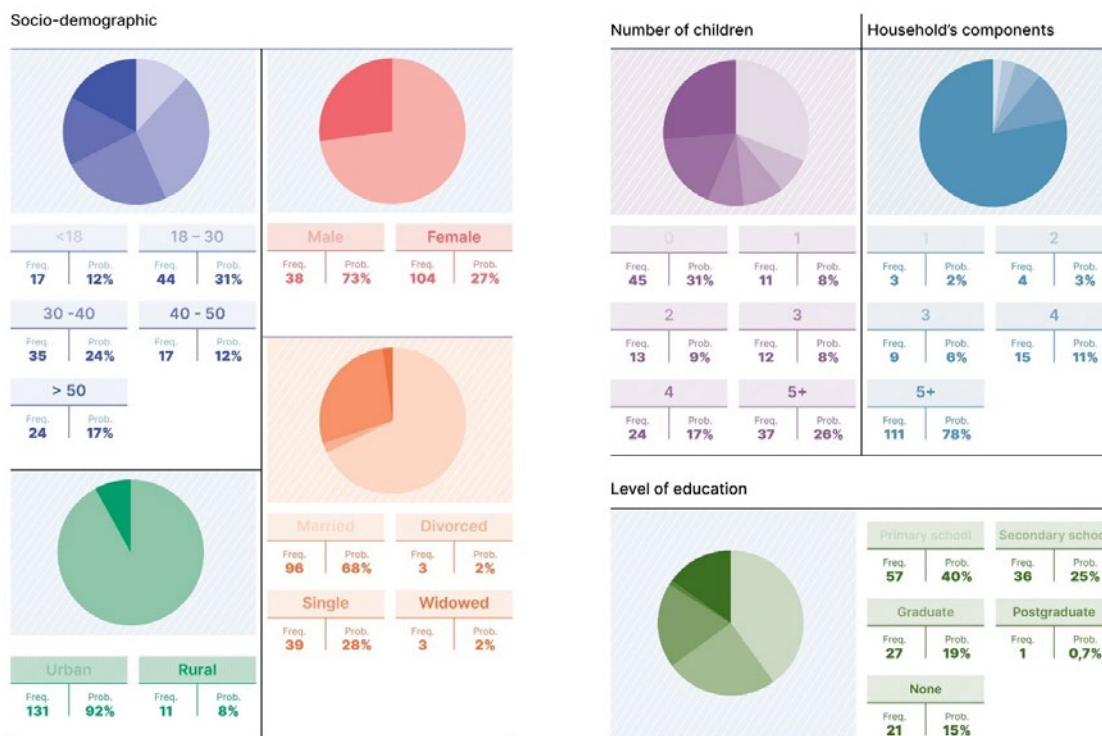 Socio-demographic
<18 18 – 30
Freq. Prob. Freq. Prob.
17 12% 44 31%
30 -40 40 - 50
Freq. Prob. Freq. Prob.
35 24% 17 12%
> 50
Freq. Prob.
24 17%
Male Female
Freq. Prob. Freq. Prob.
38 73% 104 27%
Married Divorced
Freq. Prob. Freq. Prob.
96 68% 3 2%
Single Widowed
Freq. Prob. Freq. Prob.
39 28% 3 2%
Urban Rural
Freq. Prob. Freq. Prob.
131 92% 11 8%
Number of children
0 1
Freq. Prob. Freq. Prob.
45 31% 11 8%
2 3
Freq. Prob. Freq. Prob.
13 9% 12 8%
4 5+
Freq. Prob. Freq. Prob.
24 17% 37 26%
Household's components
1 2
Freq. Prob. Freq. Prob.
3 2% 4 3%
3 4
Freq. Prob. Freq. Prob.
9 6% 15 11%
5+
Freq. Prob.
111 78%
Level of education
Primary school Secondary schoo
Freq. Prob. Freq. Prob.
57 40% 36 25%
Graduate Postgraduate
Freq. Prob. Freq. Prob.
27 19% 1 0,7%
None
Freq. Prob.
21 15%